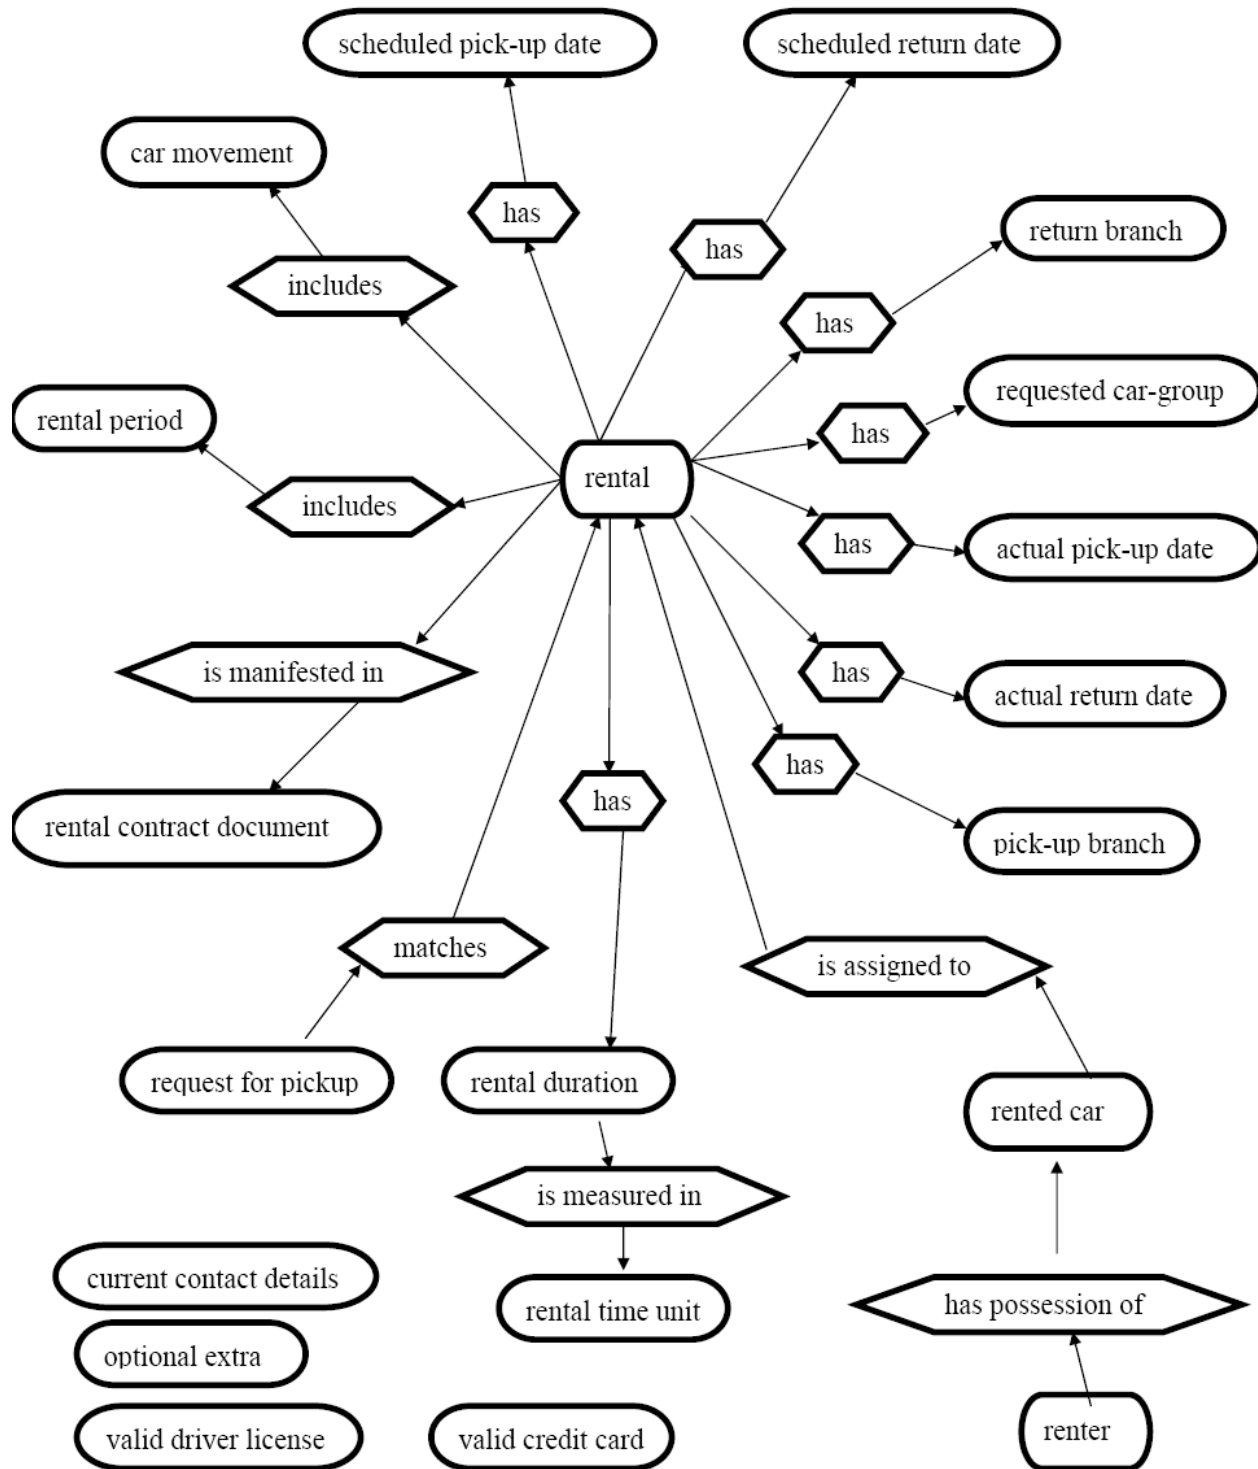 scheduled pick-up date
scheduled return date
car movement
has
has
return branch
includes
has
requested car-group
rental period
has
rental
includes
has
actual pick-up date
is manifested in
has
actual return date
has
has
rental contract document
pick-up branch
matches
is assigned to
request for pickup
rental duration
rented car
is measured in
current contact details
rental time unit
has possession of
optional extra
valid driver license
valid credit card
renter